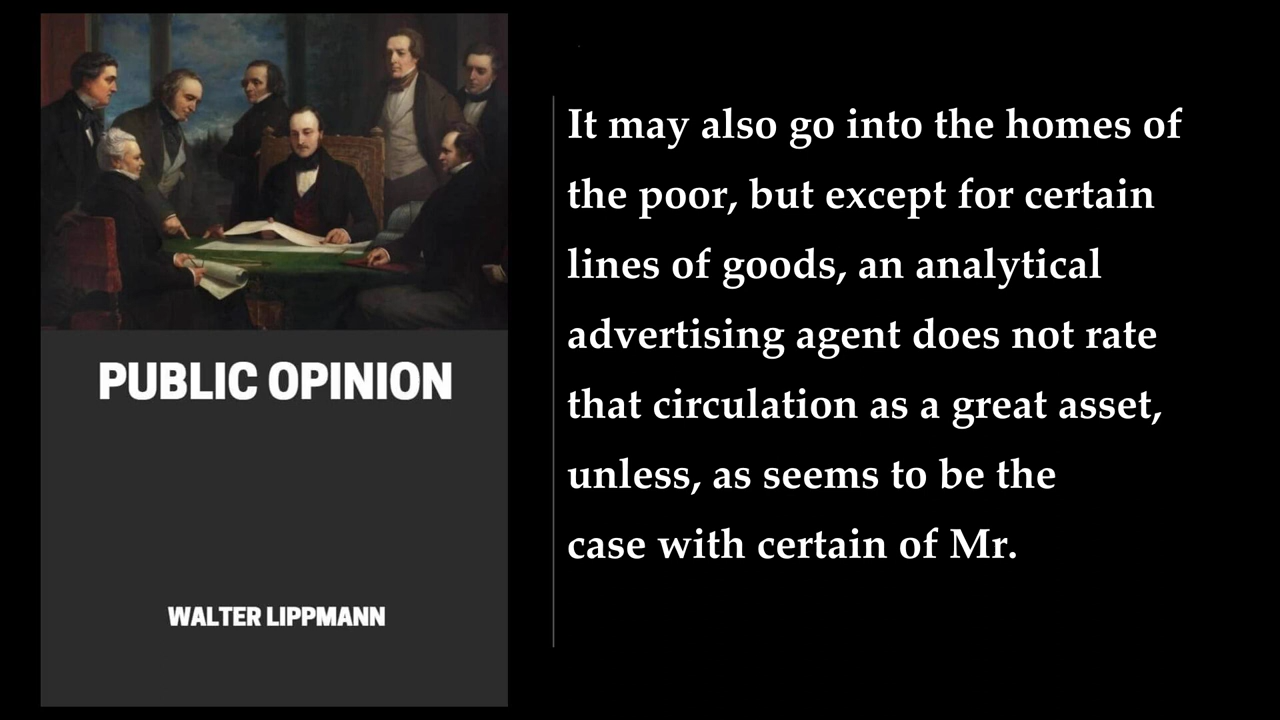 PUBLIC OPINION
WALTER LIPPMANN
It may also go into the homes of
the poor, but except for certain
lines of goods, an analytical
advertising agent does not rate
that circulation as a great asset,
unless, as seems to be the
case with certain of Mr.